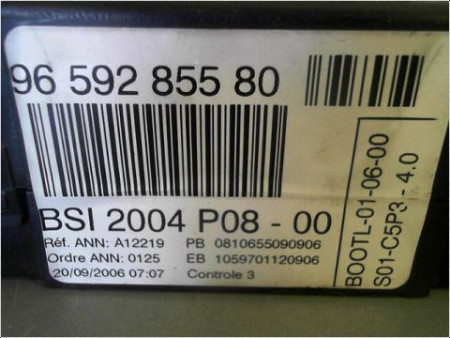 96 592 855 80
BSI 2004 P08 - 00
Réf. ANN: A12219 PB 0810655090906
Ordre ANN: 0125 EB 1059701120906
20/09/2006 07:07 Controle 3
BOOTL-01-06-00
S01-C5P3 - 4.0